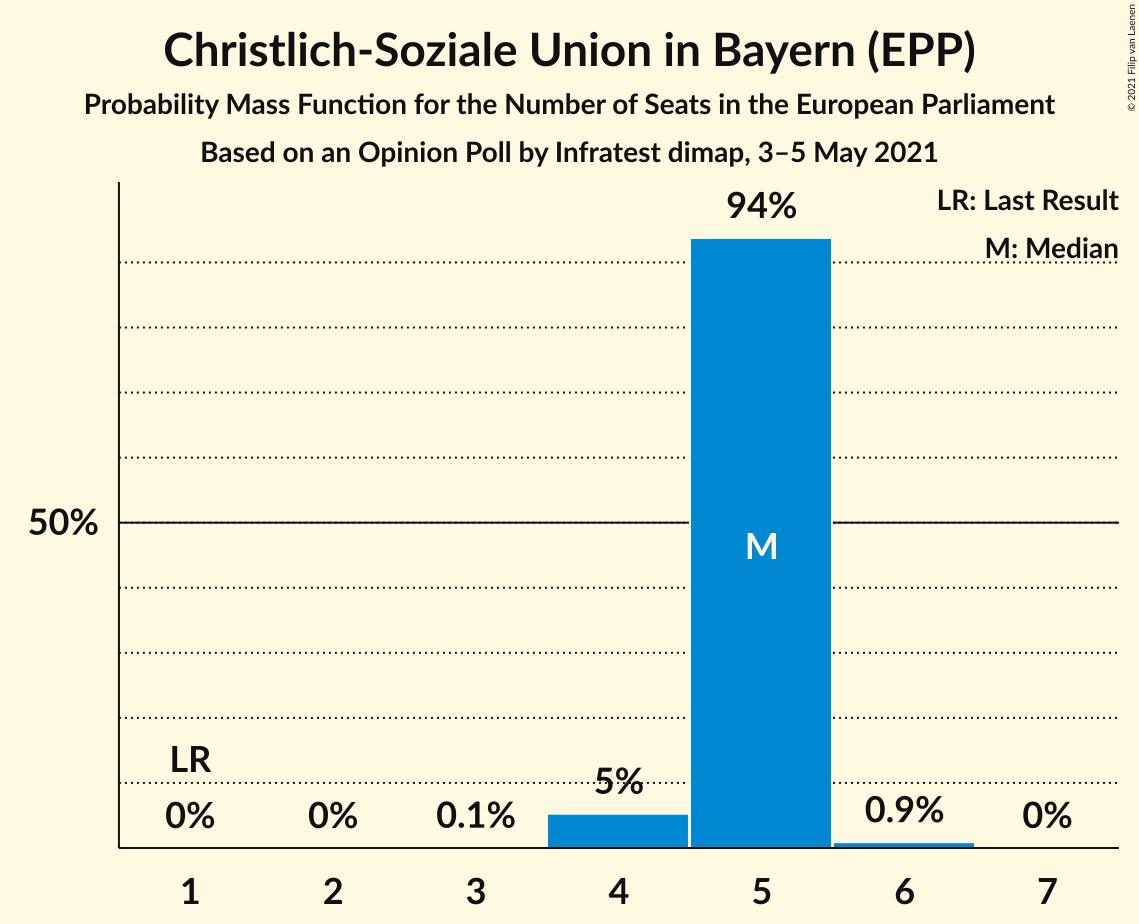 Christlich-Soziale Union in Bayern (EPP)
Probability Mass Function for the Number of Seats in the European Parliament
Based on an Opinion Poll by Infratest dimap, 3–5 May 2021
© 2021 Filip van Laenen
LR: Last Result
M: Median
94%
50%
M
LR
0%
0%
0.1%
5%
0.9%
0%
1 2 3 4 5 6 7